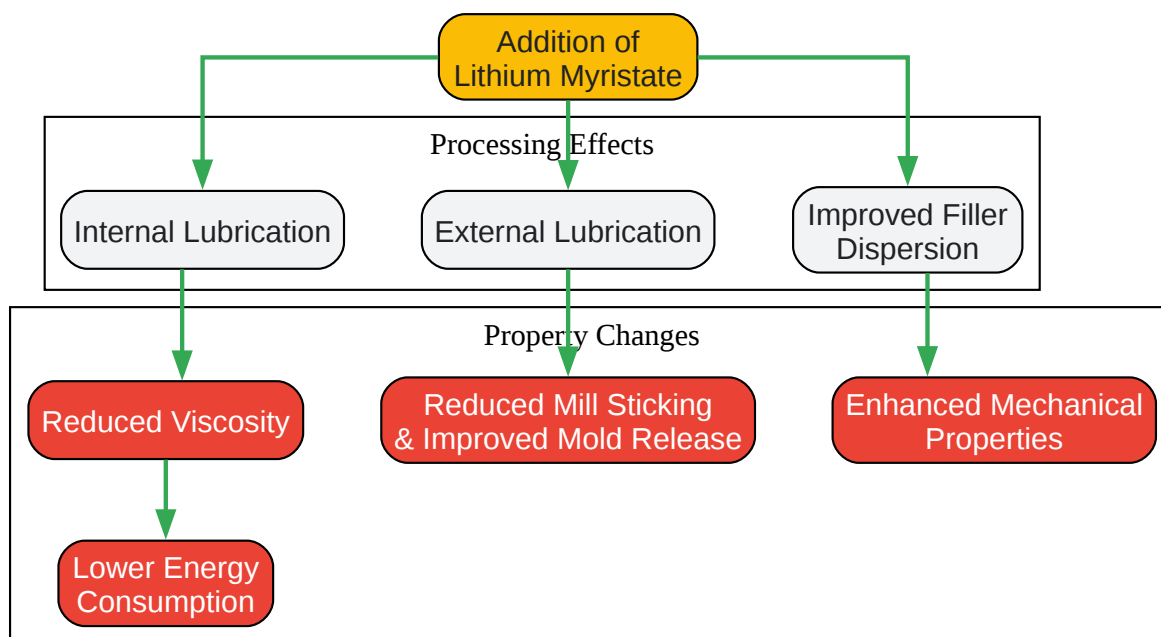 Addition of
Lithium Myristate
Processing Effects
Internal Lubrication
External Lubrication
Improved Filler
Dispersion
Property Changes
Reduced Viscosity
Reduced Mill Sticking
& Improved Mold Release
Enhanced Mechanical
Properties
Lower Energy
Consumption